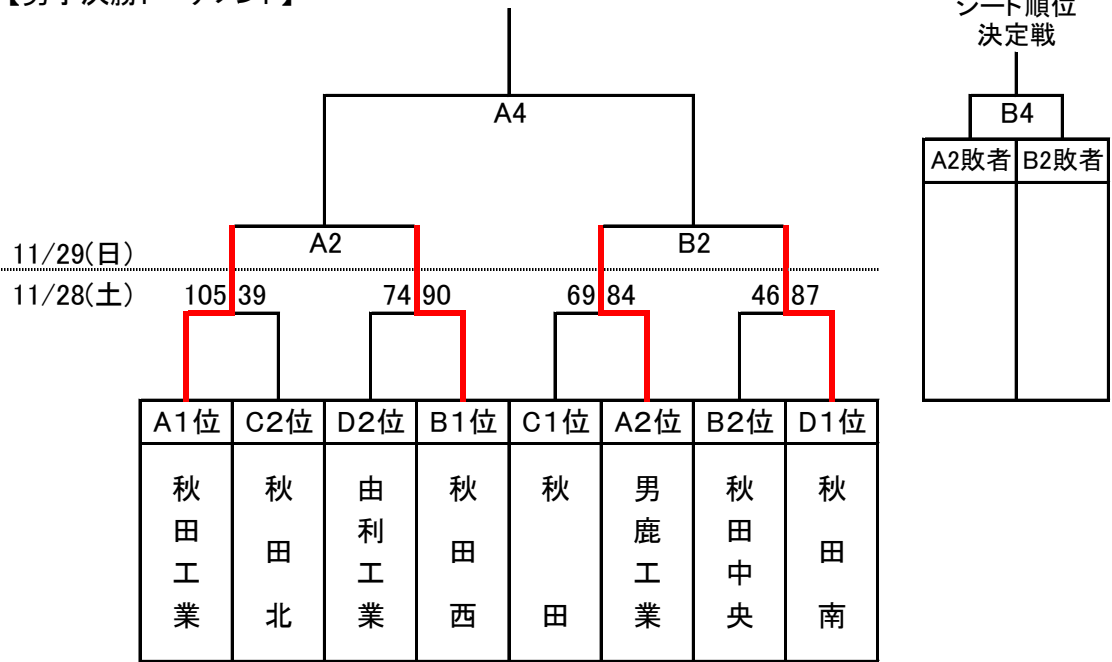 シート順位
決定戦
A4
B4
A2敗者 B2敗者
A2 B2
11/29(日)
11/28(土) 105 39 74 90 69 84 46 87
A1位 C2位 D2位 B1位 C1位 A2位 B2位 D1位
秋田工業 秋田北 由利工業 秋田西 秋田 男鹿工業 秋田中央 秋田南